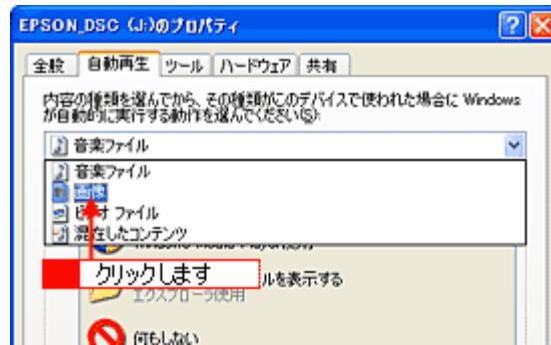 EPSON_DSC (J:)のプロパティ
全般 自動再生 ツール ハードウェア 共有
内容の種類を選んでから、その種類がこのデバイスで使われた場合に Windows
が自動的に実行する動作を選んでください(S):
音楽ファイル
音楽ファイル
画像
ビデオ ファイル
混在したコンテンツ
クリックします
ルを表示する
エクスプローラ使用
何もしない